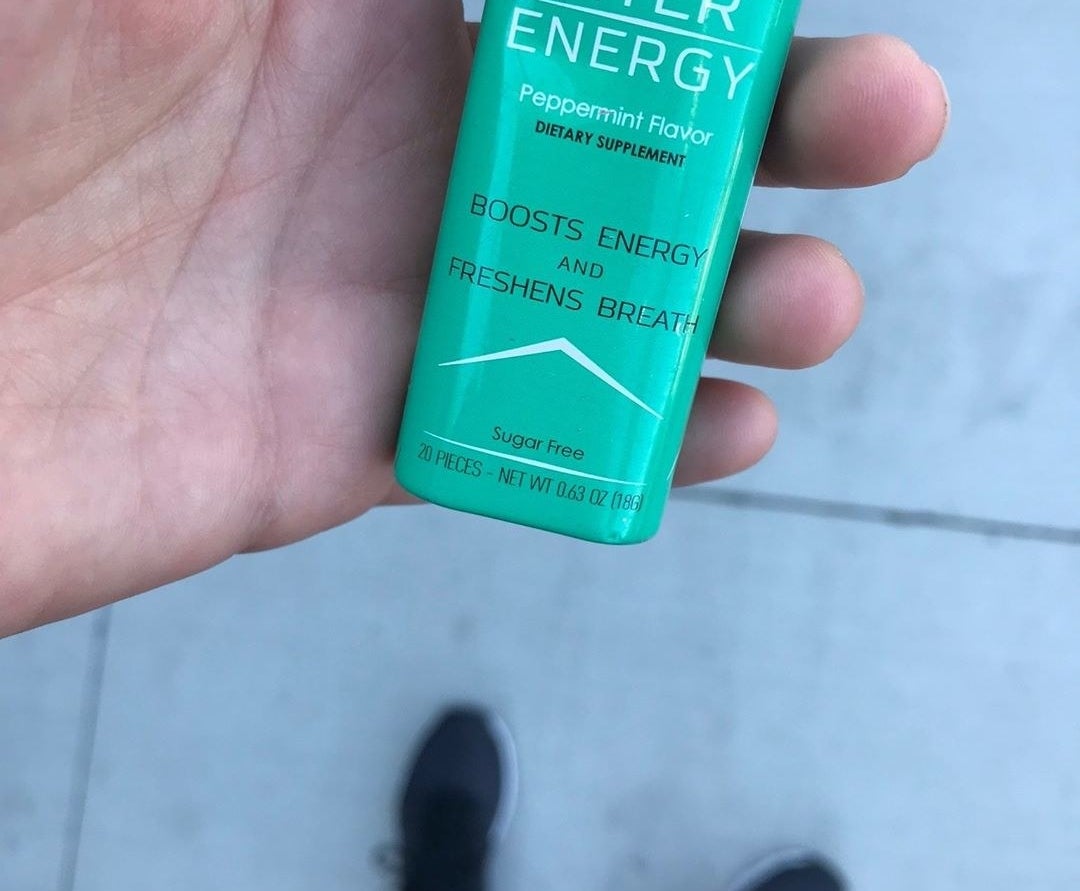 ENERGY
Peppermint Flavor
DIETARY SUPPLEMENT
BOOSTS ENERGY
AND
FRESHENS BREATH
Sugar Free
20 PIECES - NET WT 0.63 OZ (18G)